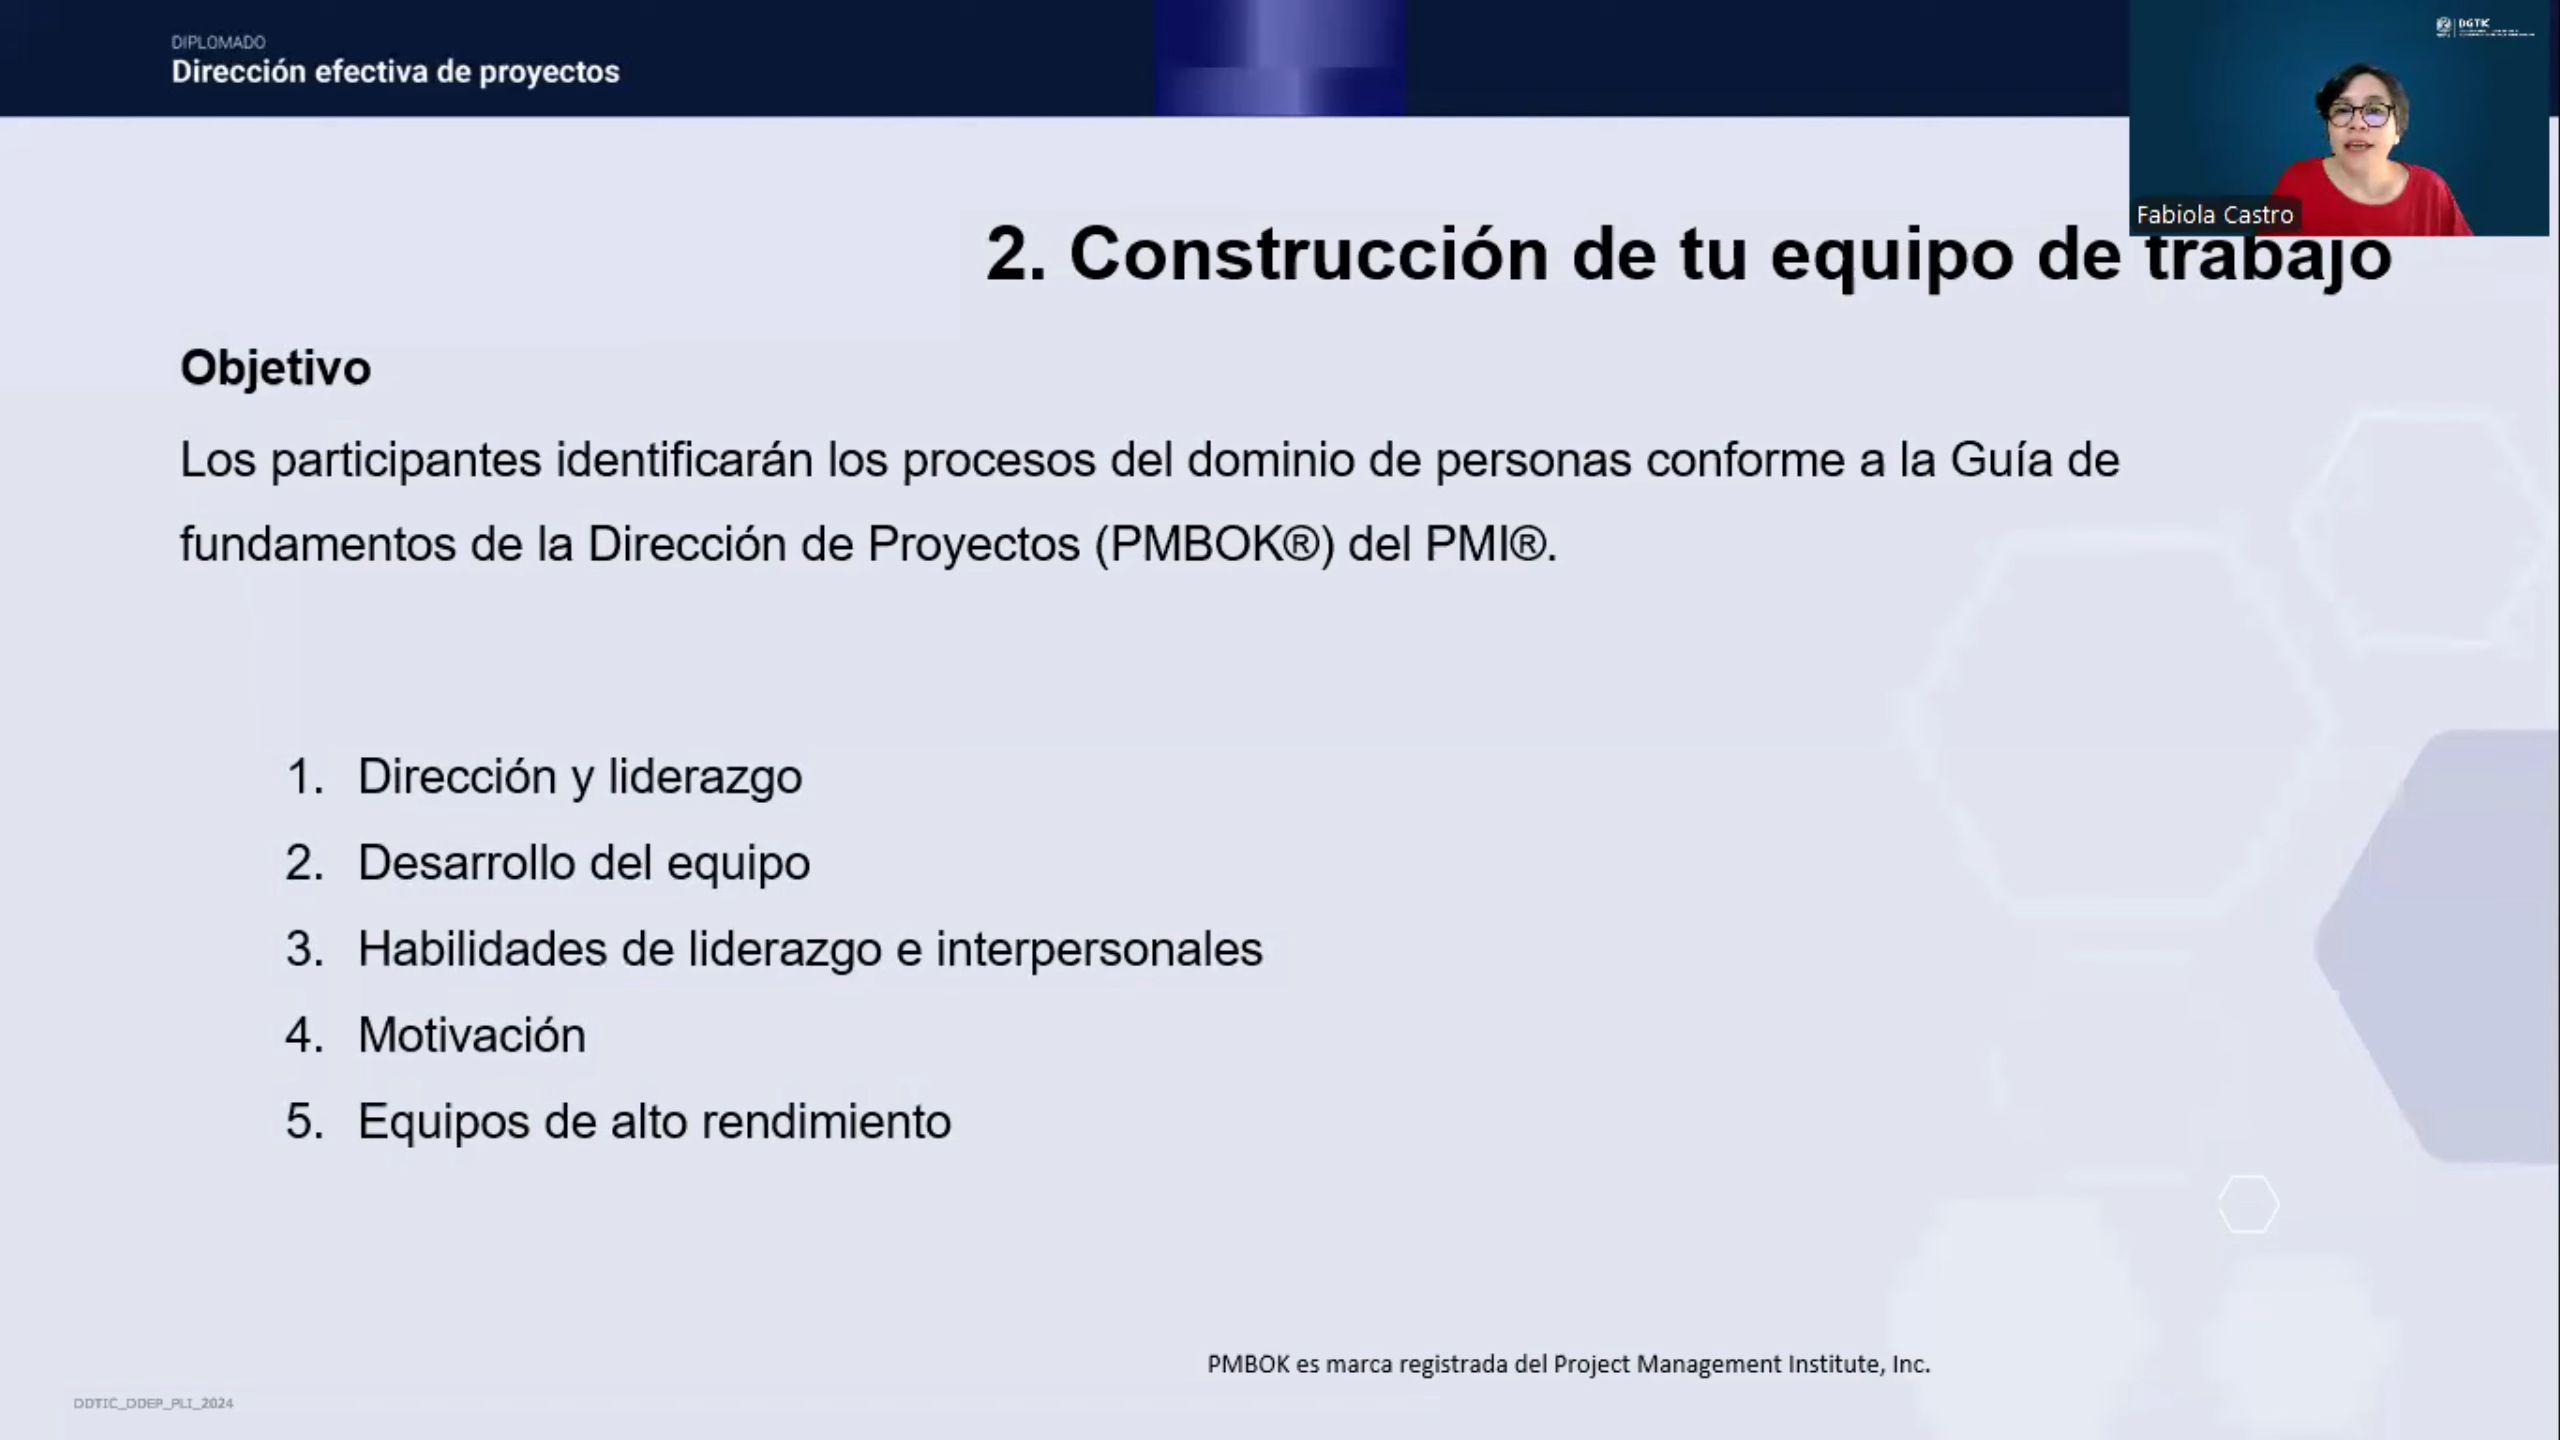 DIPLOMADO
Dirección efectiva de proyectos
DGTIC
Fabiola Castro
2. Construcción de tu equipo de trabajo
Objetivo
Los participantes identificarán los procesos del dominio de personas conforme a la Guía de
fundamentos de la Dirección de Proyectos (PMBOK®) del PMI®.
1. Dirección y liderazgo
2. Desarrollo del equipo
3. Habilidades de liderazgo e interpersonales
4. Motivación
5. Equipos de alto rendimiento
PMBOK es marca registrada del Project Management Institute, Inc.
DDTIC_DDEP_PLI_2024